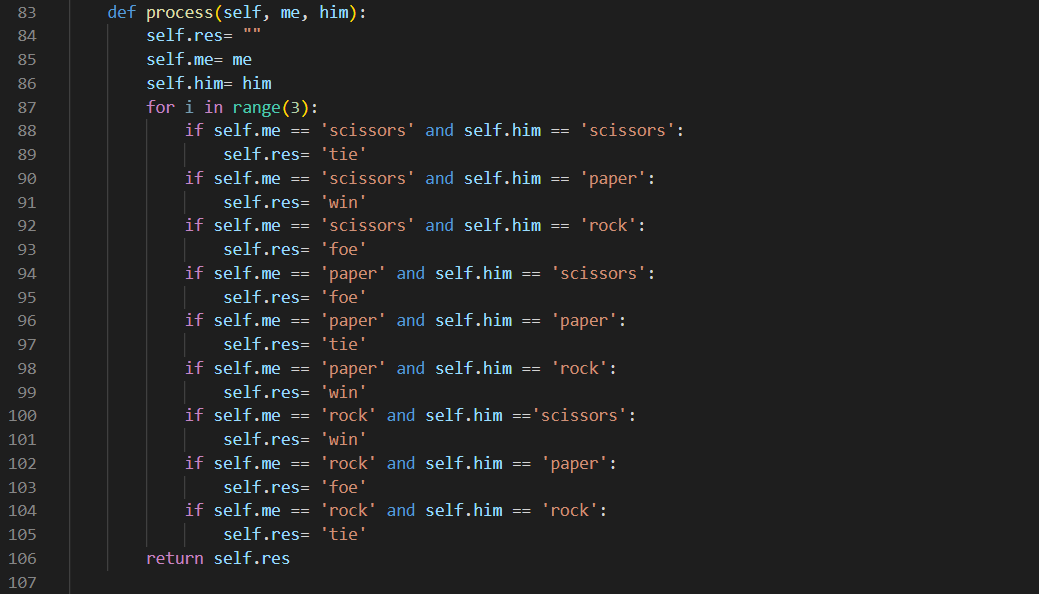 83 def process(self, me, him):
84 self.res= ""
85 self.me= me
86 self.him= him
87 for i in range(3):
88 if self.me == 'scissors' and self.him == 'scissors':
89 self.res= 'tie'
90 if self.me == 'scissors' and self.him == 'paper':
91 self.res= 'win'
92 if self.me == 'scissors' and self.him == 'rock':
93 self.res= 'foe'
94 if self.me == 'paper' and self.him == 'scissors':
95 self.res= 'foe'
96 if self.me == 'paper' and self.him == 'paper':
97 self.res= 'tie'
98 if self.me == 'paper' and self.him == 'rock':
99 self.res= 'win'
100 if self.me == 'rock' and self.him =='scissors':
101 self.res= 'win'
102 if self.me == 'rock' and self.him == 'paper':
103 self.res= 'foe'
104 if self.me == 'rock' and self.him == 'rock':
105 self.res= 'tie'
106 return self.res
107